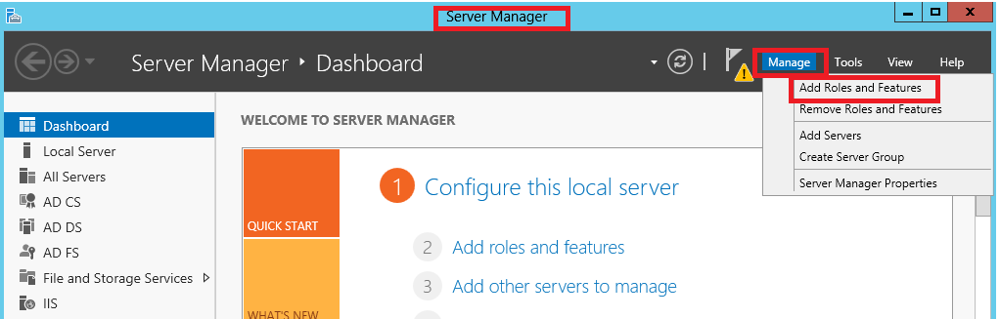 Server Manager
Server Manager • Dashboard
Manage Tools View Help
Add Roles and Features
Remove Roles and Features
Add Servers
Create Server Group
Server Manager Properties
Dashboard
Local Server
All Servers
AD CS
AD DS
AD FS
File and Storage Services
IIS
WELCOME TO SERVER MANAGER
QUICK START
WHAT'S NEW
1 Configure this local server
2 Add roles and features
3 Add other servers to manage